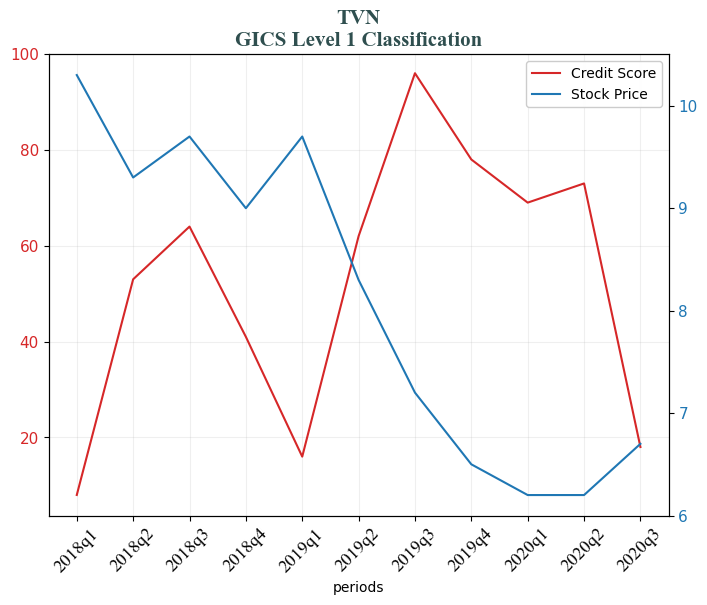 TVN
GICS Level 1 Classification
Credit Score
Stock Price
100
80
60
40
20
10
9
8
7
6
2018q1
2018q2
2018q3
2018q4
2019q1
2019q2
2019q3
2019q4
2020q1
2020q2
2020q3
periods